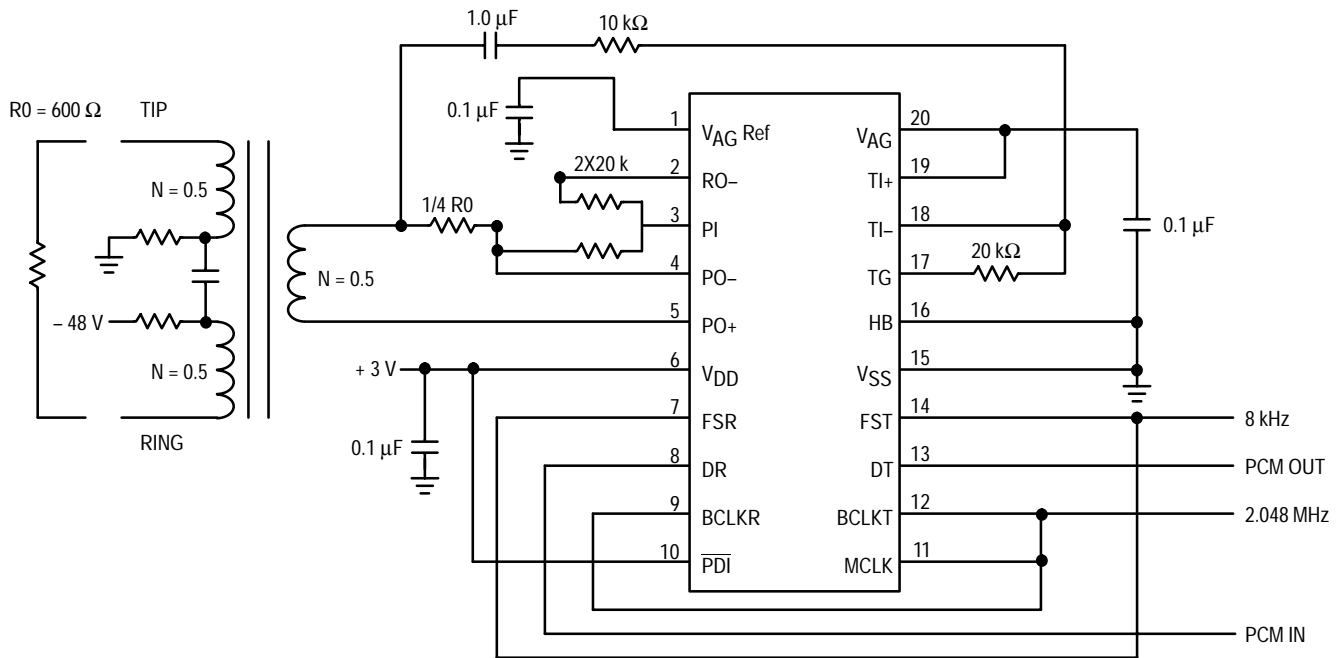 1.0 µF
10 kΩ
R0 = 600 Ω
TIP
0.1 µF
N = 0.5
N = 0.5
– 48 V
N = 0.5
RING
1/4 R0
2X20 k
+ 3 V
0.1 µF
1 VAG Ref
2 RO–
3 PI
4 PO–
5 PO+
6 VDD
7 FSR
8 DR
9 BCLKR
10 PDI
VAG 20
TI+ 19
TI– 18
TG 17
HB 16
VSS 15
FST 14
DT 13
BCLKT 12
MCLK 11
20 kΩ
0.1 µF
8 kHz
PCM OUT
2.048 MHz
PCM IN